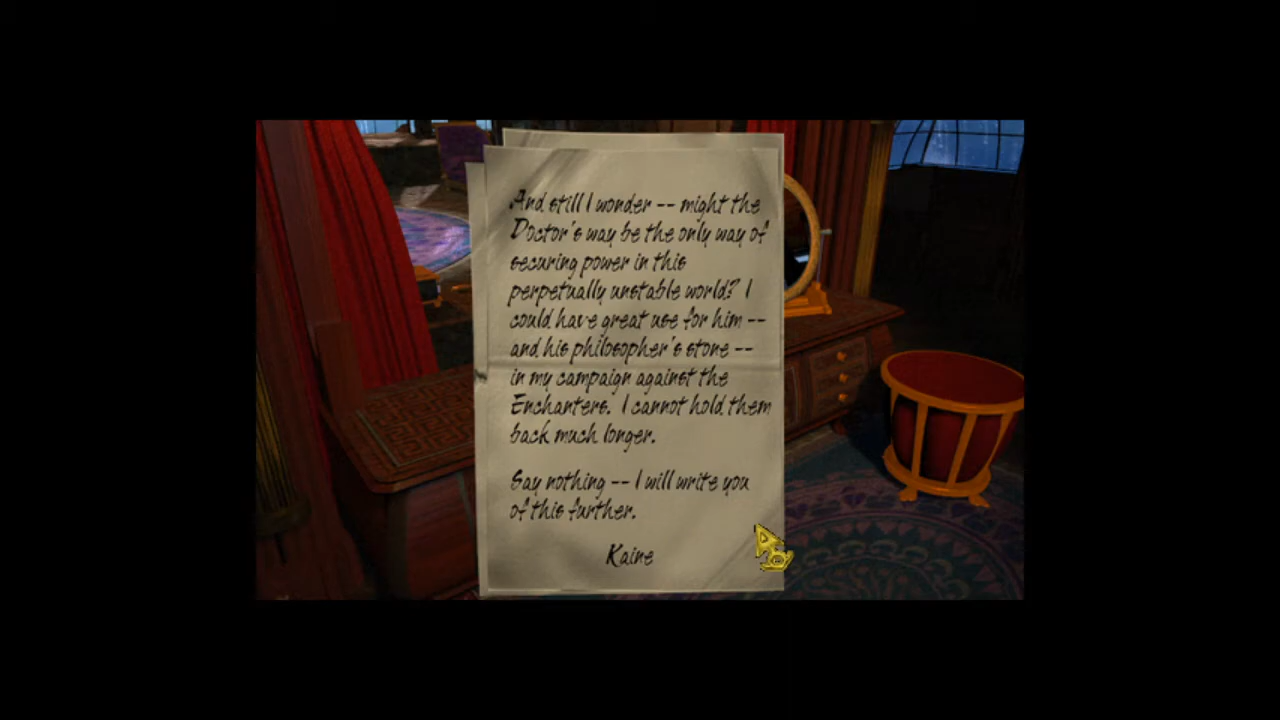 And still I wonder -- might the
Doctor's way be the only way of
securing power in this
perpetually unstable world? I
could have great use for him --
and his philosopher's stone --
in my campaign against the
Enchanters. I cannot hold them
back much longer.
Say nothing -- I will write you
of this further.
Kaine